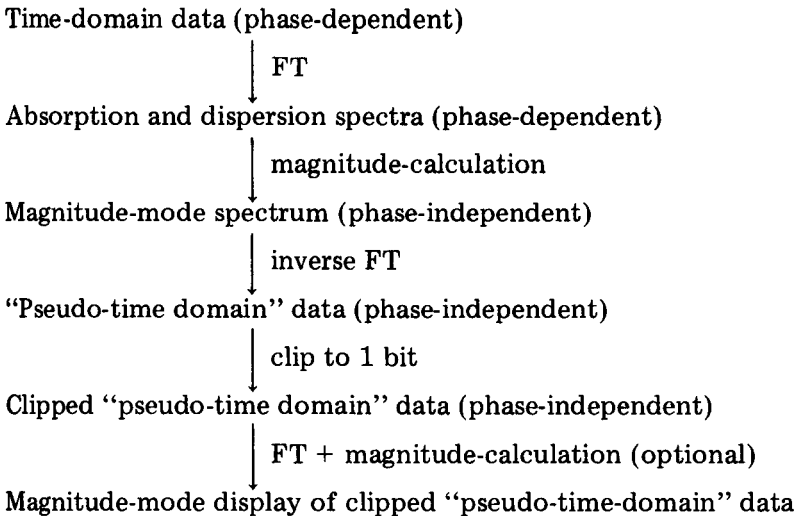 Time-domain data (phase-dependent)
FT
Absorption and dispersion spectra (phase-dependent)
magnitude-calculation
Magnitude-mode spectrum (phase-independent)
inverse FT
“Pseudo-time domain” data (phase-independent)
clip to 1 bit
Clipped “pseudo-time domain” data (phase-independent)
FT + magnitude-calculation (optional)
Magnitude-mode display of clipped “pseudo-time-domain” data